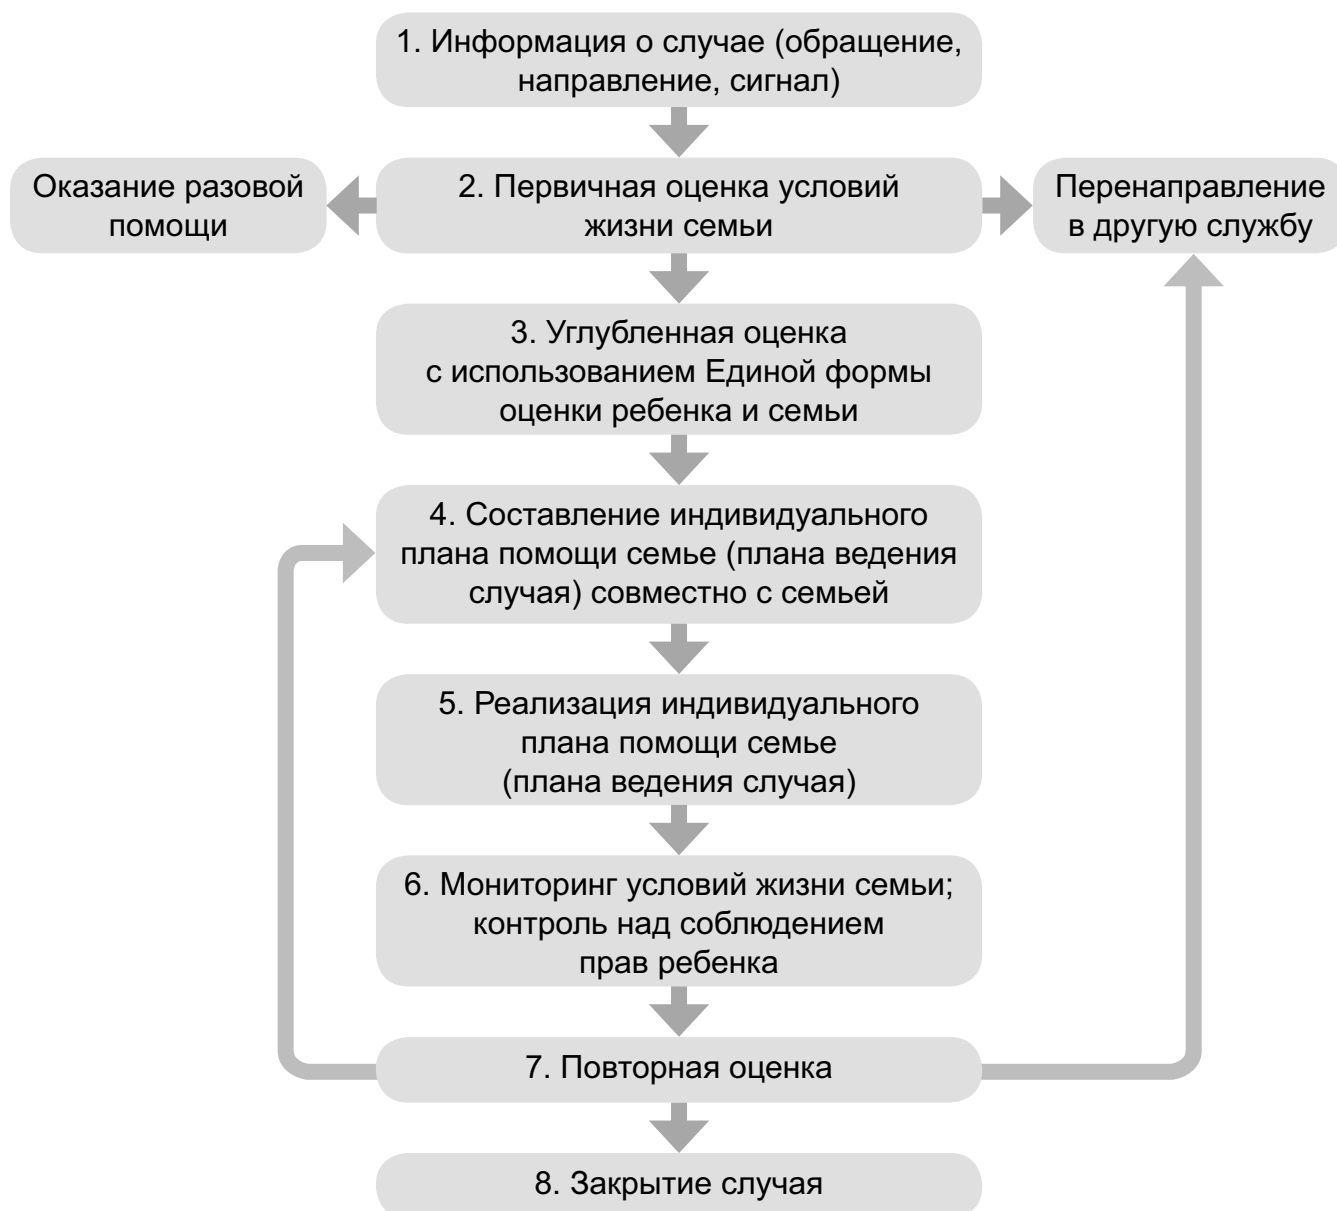 1. Информация о случае (обращение,
направление, сигнал)
Оказание разовой
помощи
2. Первичная оценка условий
жизни семьи
Перенаправление
в другую службу
3. Углубленная оценка
с использованием Единой формы
оценки ребенка и семьи
4. Составление индивидуального
плана помощи семье (плана ведения
случая) совместно с семьей
5. Реализация индивидуального
плана помощи семье
(плана ведения случая)
6. Мониторинг условий жизни семьи;
контроль над соблюдением
прав ребенка
7. Повторная оценка
8. Закрытие случая